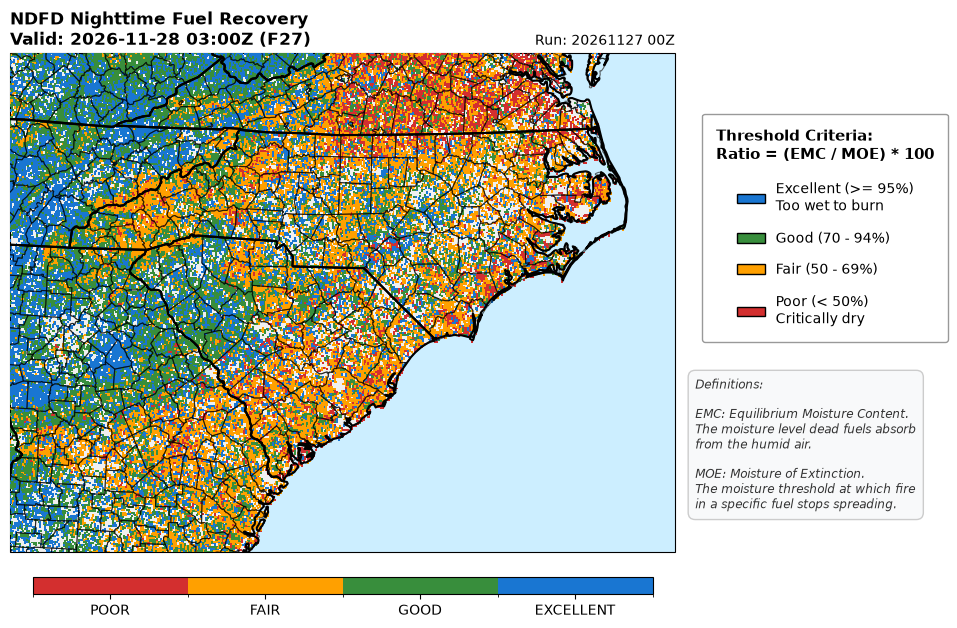 NDFD Nighttime Fuel Recovery
Valid: 2026-11-28 03:00Z (F27)
Run: 20261127 00Z
Threshold Criteria:
Ratio = (EMC / MOE) * 100
Excellent (>= 95%)
Too wet to burn
Good (70 - 94%)
Fair (50 - 69%)
Poor (< 50%)
Critically dry
Definitions:
EMC: Equilibrium Moisture Content.
The moisture level dead fuels absorb
from the humid air.
MOE: Moisture of Extinction.
The moisture threshold at which fire
in a specific fuel stops spreading.
POOR
FAIR
GOOD
EXCELLENT